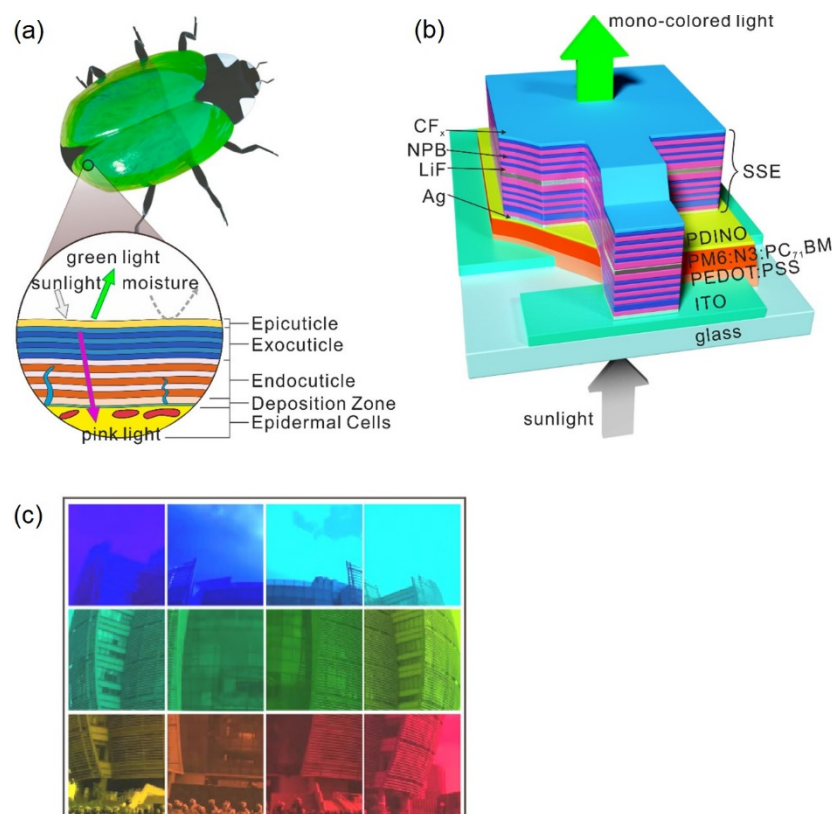 (a)
green light
sunlight
moisture
Epicuticle
Exocuticle
Endocuticle
Deposition Zone
Epidermal Cells
pink light
(b)
mono-colored light
CFₓ
NPB
LiF
Ag
SSE
PDINO
PM6:N3:PC₇₁BM
PEDOT:PSS
ITO
glass
sunlight
(c)